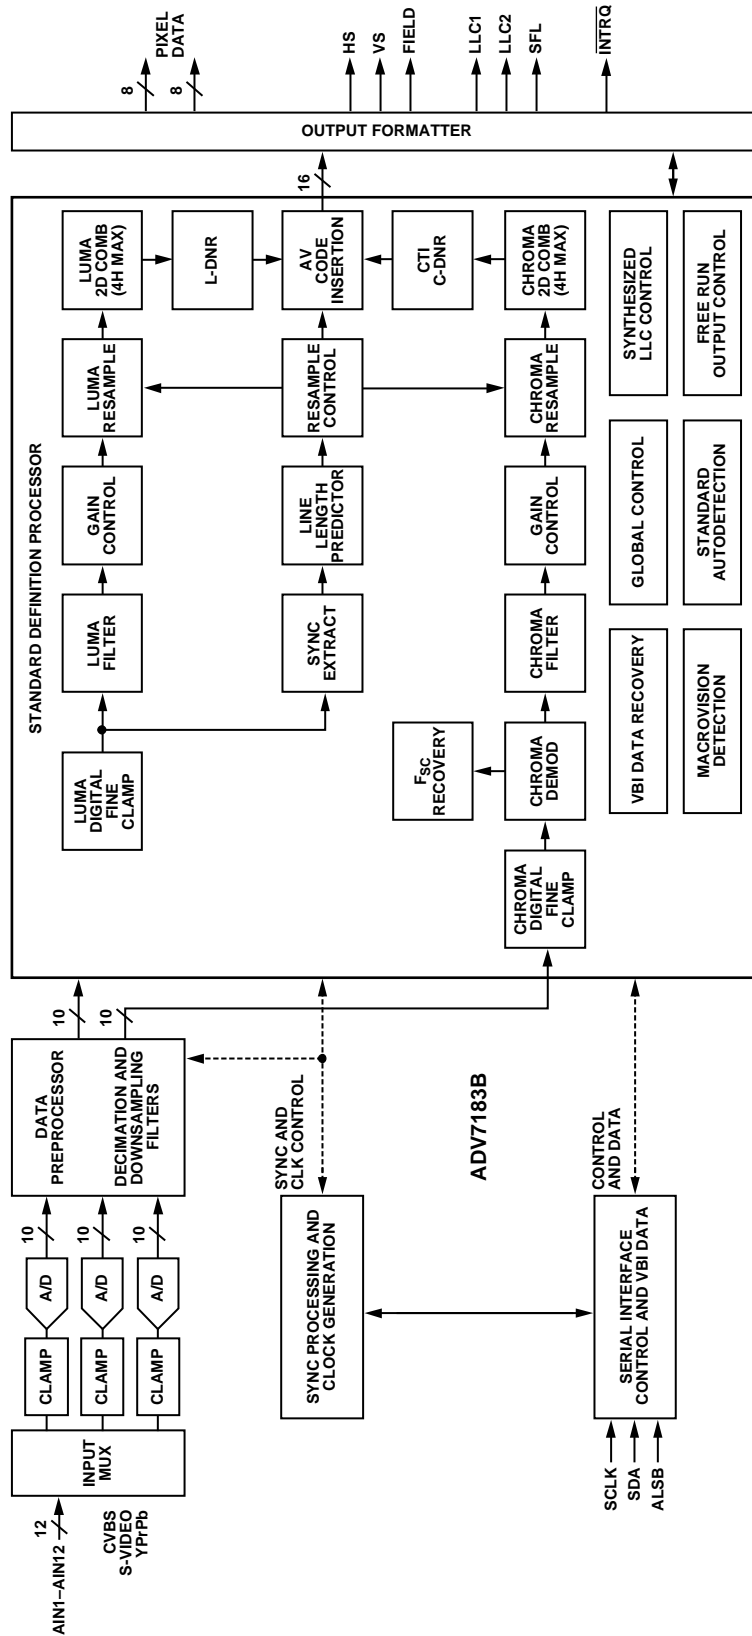 AIN1–AIN12
12
CVBS
S-VIDEO
YPrPb
INPUT
MUX
CLAMP
A/D
10
CLAMP
A/D
10
CLAMP
A/D
10
DATA
PREPROCESSOR
DECIMATION AND
DOWNSAMPLING
FILTERS
10
10
SYNC PROCESSING AND
CLOCK GENERATION
SYNC AND
CLK CONTROL
SCLK
SDA
ALSB
SERIAL INTERFACE
CONTROL AND VBI DATA
CONTROL
AND DATA
ADV7183B
STANDARD DEFINITION PROCESSOR
LUMA
DIGITAL
FINE
CLAMP
LUMA
FILTER
GAIN
CONTROL
LUMA
RESAMPLE
LUMA
2D COMB
(4H MAX)
L-DNR
SYNC
EXTRACT
LINE
LENGTH
PREDICTOR
RESAMPLE
CONTROL
AV
CODE
INSERTION
16
FSC
RECOVERY
CTI
C-DNR
CHROMA
DIGITAL
FINE
CLAMP
CHROMA
DEMOD
CHROMA
FILTER
GAIN
CONTROL
CHROMA
RESAMPLE
CHROMA
2D COMB
(4H MAX)
VBI DATA RECOVERY
GLOBAL CONTROL
SYNTHESIZED
LLC CONTROL
MACROVISION
DETECTION
STANDARD
AUTODETECTION
FREE RUN
OUTPUT CONTROL
OUTPUT FORMATTER
8
8
PIXEL
DATA
HS
VS
FIELD
LLC1
LLC2
SFL
INTRQ